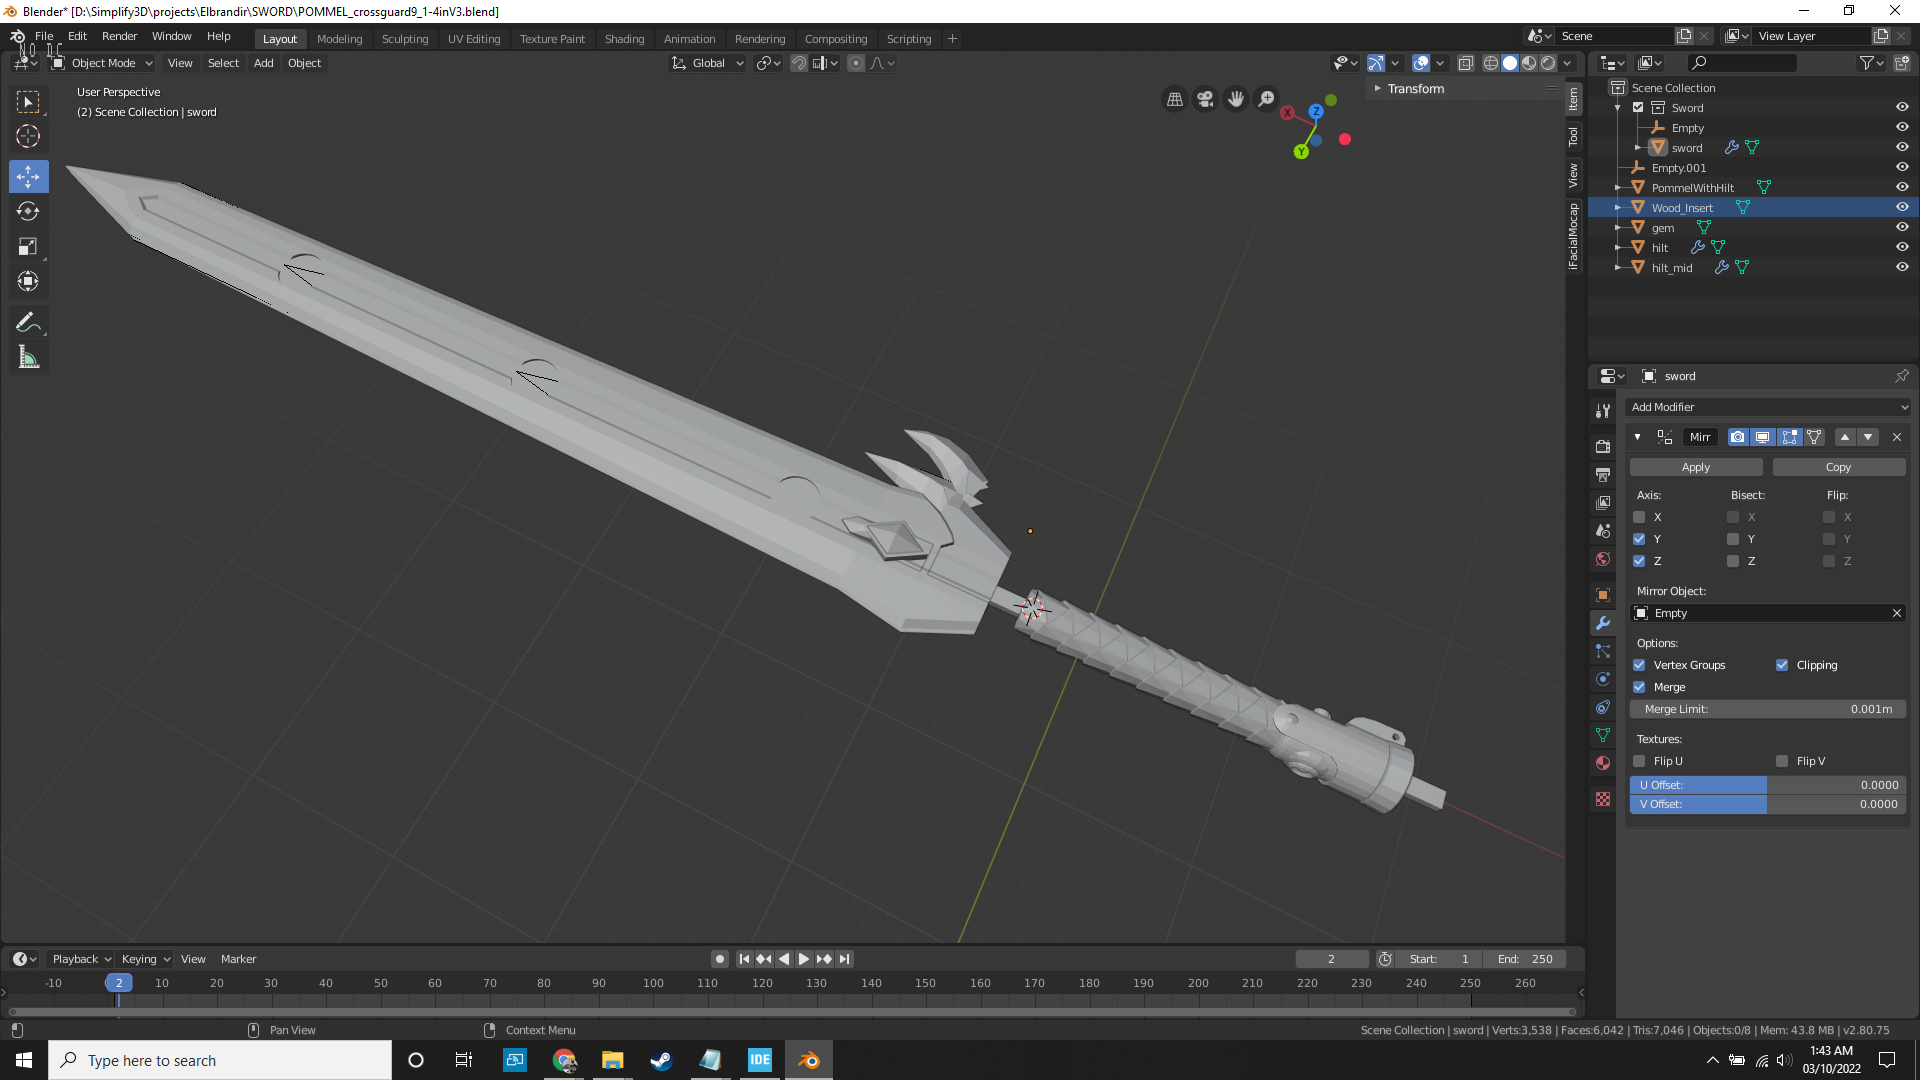 Blender* [D:\Simplify3D\projects\Elbrandir\SWORD\POMMEL_crossguard9_1-4inV3.blend]
File Edit Render Window Help Layout Modeling Sculpting UV Editing Texture Paint Shading Animation Rendering Compositing Scripting + Scene View Layer
Object Mode View Select Add Object Global
User Perspective
(2) Scene Collection | sword
Transform
Item
Tool
View
iFacialMocap
X
Y
Z
Scene Collection
Sword
Empty
sword
Empty.001
PommelWithHilt
Wood_Insert
gem
hilt
hilt_mid
sword
Add Modifier
Mirr
Apply Copy
Axis: Bisect: Flip:
X X X
Y Y Y
Z Z Z
Mirror Object:
Empty
Options:
Vertex Groups Clipping
Merge
Merge Limit: 0.001m
Textures:
Flip U Flip V
U Offset: 0.0000
V Offset: 0.0000
Playback Keying View Marker 2 Start: 1 End: 250
-10 2 10 20 30 40 50 60 70 80 90 100 110 120 130 140 150 160 170 180 190 200 210 220 230 240 250 260
Pan View Context Menu Scene Collection | sword | Verts:3,538 | Faces:6,042 | Tris:7,046 | Objects:0/8 | Mem: 43.8 MB | v2.80.75
Type here to search
IDE
1:43 AM
03/10/2022